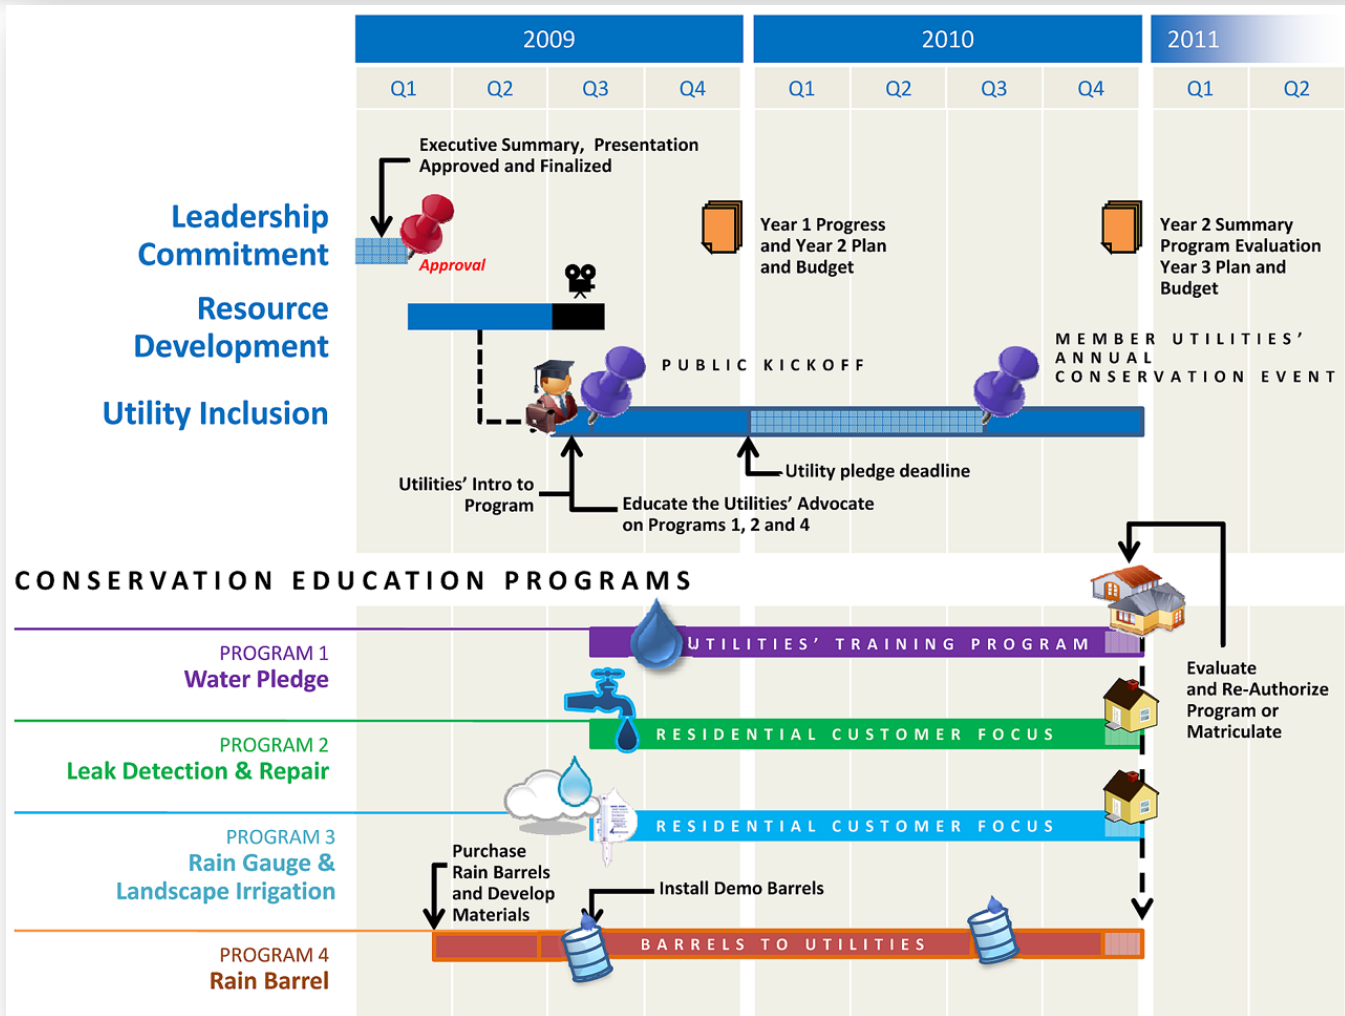 2009
2010
2011
Q1
Q2
Q3
Q4
Q1
Q2
Q3
Q4
Q1
Q2
Executive Summary, Presentation
Approved and Finalized
Leadership
Commitment
Approval
Year 1 Progress
and Year 2 Plan
and Budget
Year 2 Summary
Program Evaluation
Year 3 Plan and
Budget
Resource
Development
PUBLIC KICKOFF
MEMBER UTILITIES'
ANNUAL
CONSERVATION EVENT
Utility Inclusion
Utility pledge deadline
Utilities' Intro to
Program
Educate the Utilities' Advocate
on Programs 1, 2 and 4
CONSERVATION EDUCATION PROGRAMS
PROGRAM 1
Water Pledge
UTILITIES' TRAINING PROGRAM
Evaluate
and Re-Authorize
Program or
Matriculate
PROGRAM 2
Leak Detection & Repair
RESIDENTIAL CUSTOMER FOCUS
PROGRAM 3
Rain Gauge &
Landscape Irrigation
RESIDENTIAL CUSTOMER FOCUS
Purchase
Rain Barrels
and Develop
Materials
Install Demo Barrels
PROGRAM 4
Rain Barrel
BARRELS TO UTILITIES